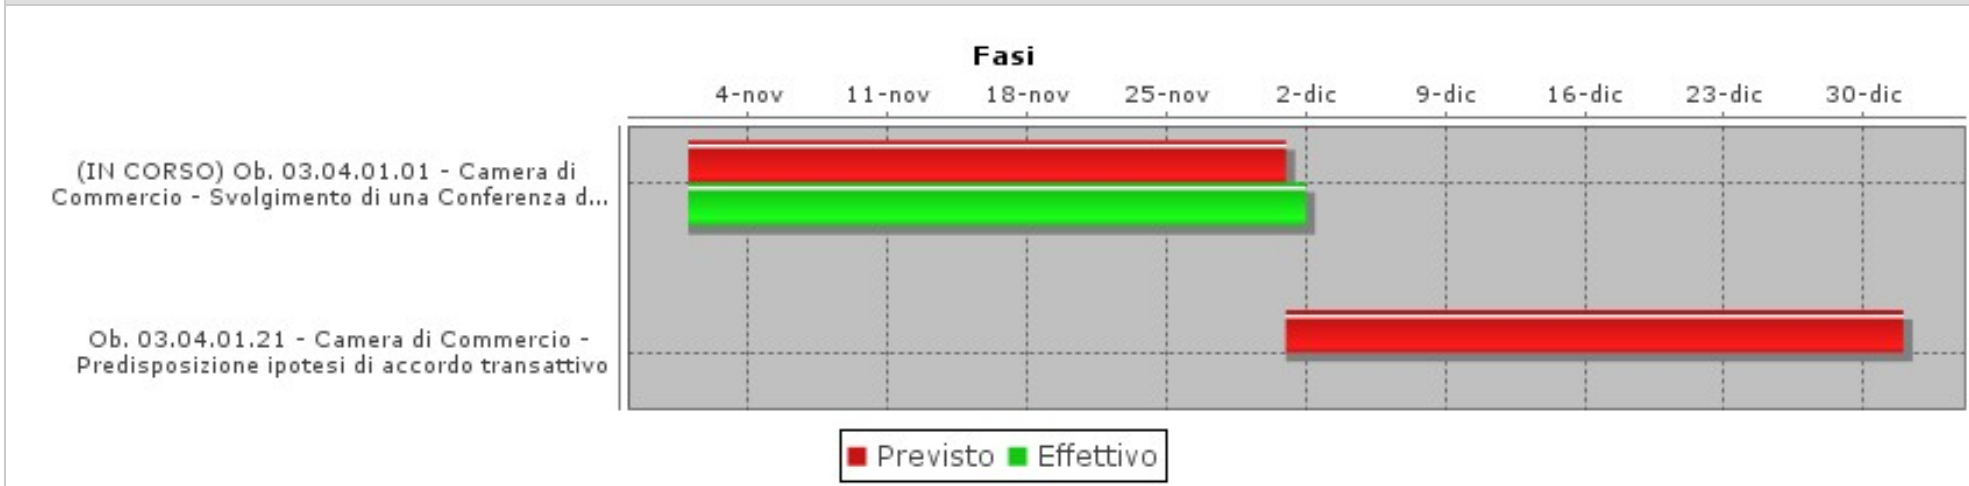 Fasi
4-nov 11-nov 18-nov 25-nov 2-dic 9-dic 16-dic 23-dic 30-dic
(IN CORSO) Ob. 03.04.01.01 - Camera di
Commercio - Svolgimento di una Conferenza d...
Ob. 03.04.01.21 - Camera di Commercio -
Predisposizione ipotesi di accordo transattivo
Previsto Effettivo